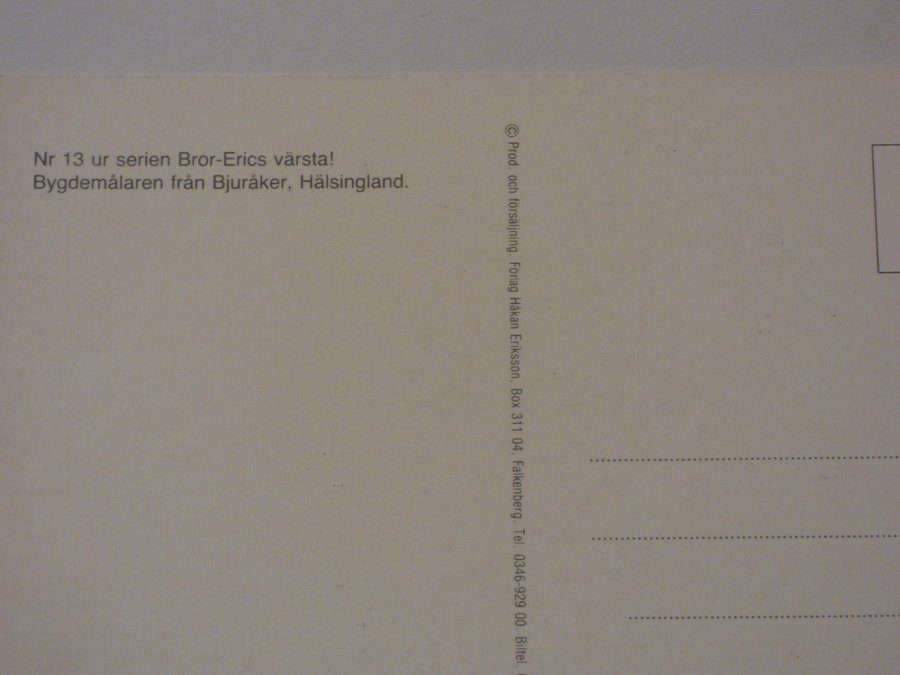 Nr 13 ur serien Bror-Erics värsta!
Bygdemålaren från Bjuråker, Hälsingland.
© Prod. och försäljning. Förlag Håkan Eriksson, Box 311 04, Falkenberg, Tel. 0346-929 00. Biltel.